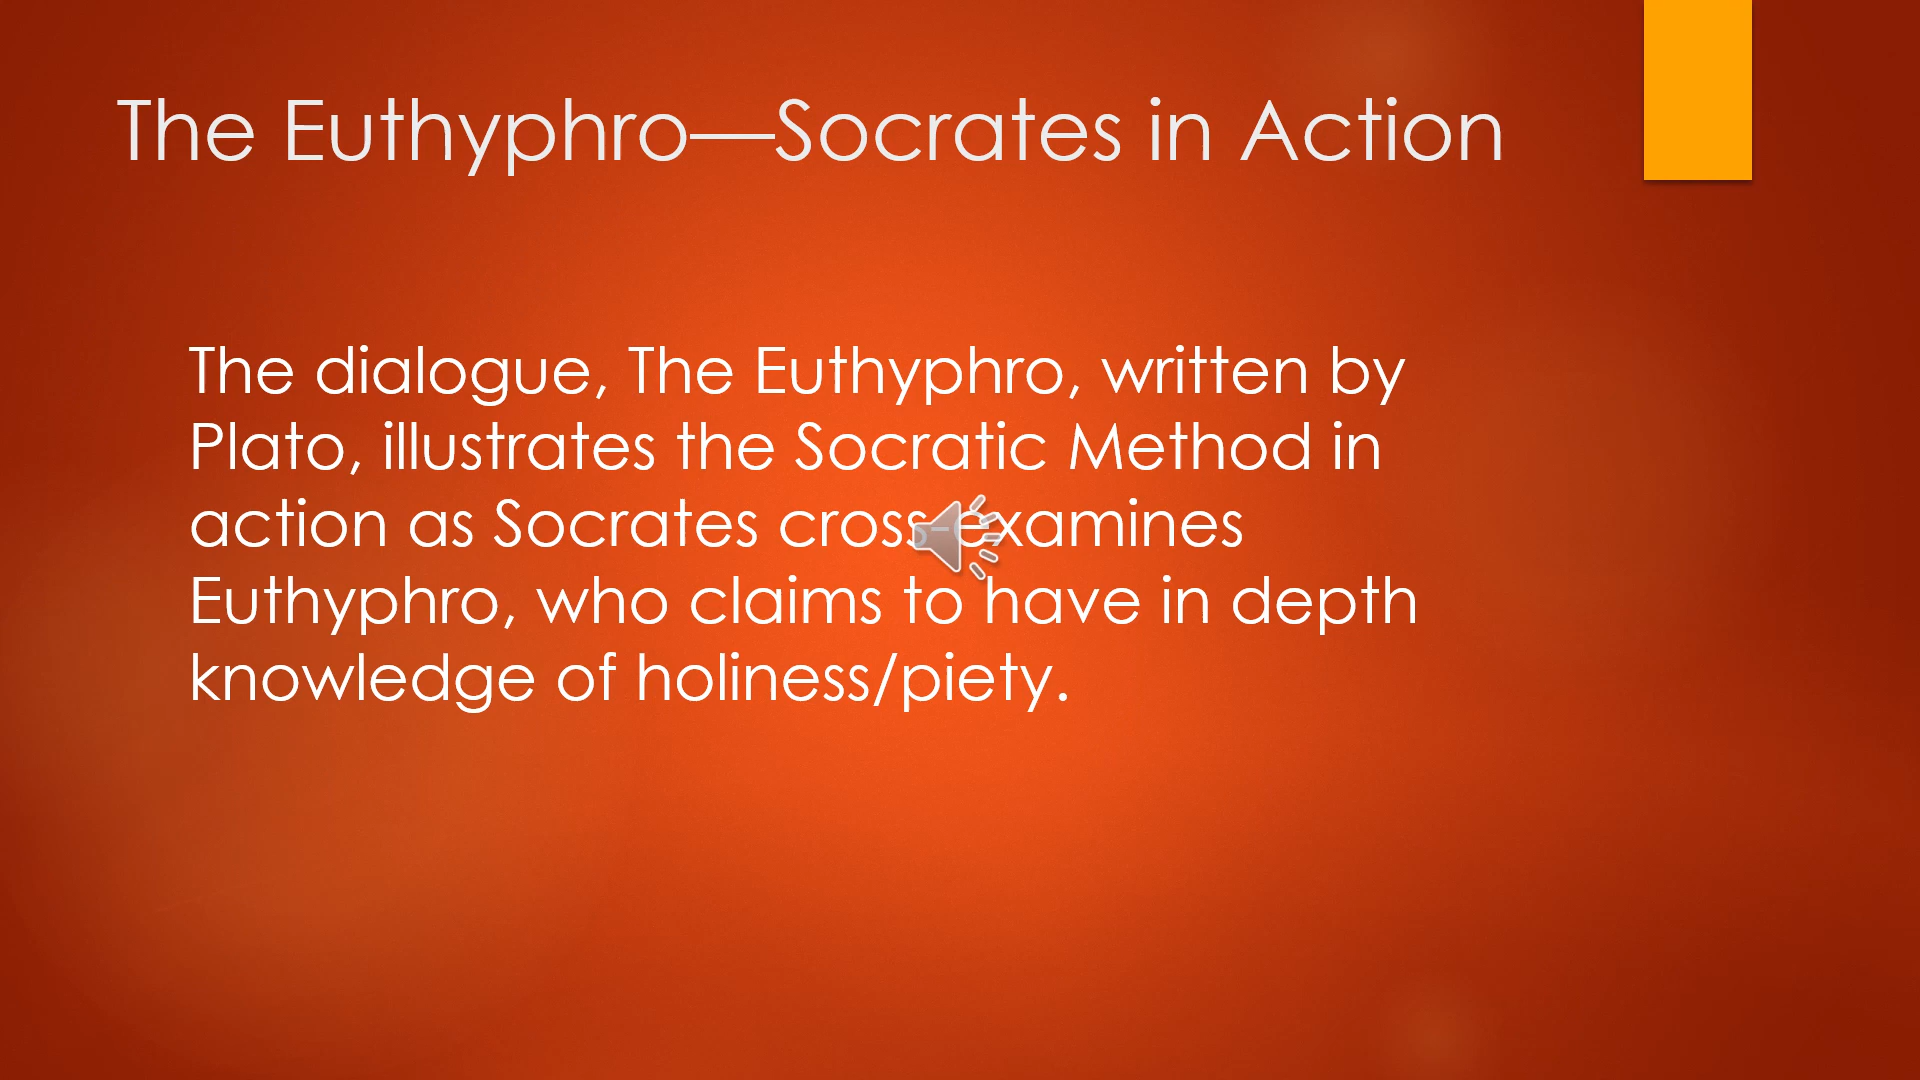 The Euthyphro—Socrates in Action
The dialogue, The Euthyphro, written by
Plato, illustrates the Socratic Method in
action as Socrates cross-examines
Euthyphro, who claims to have in depth
knowledge of holiness/piety.